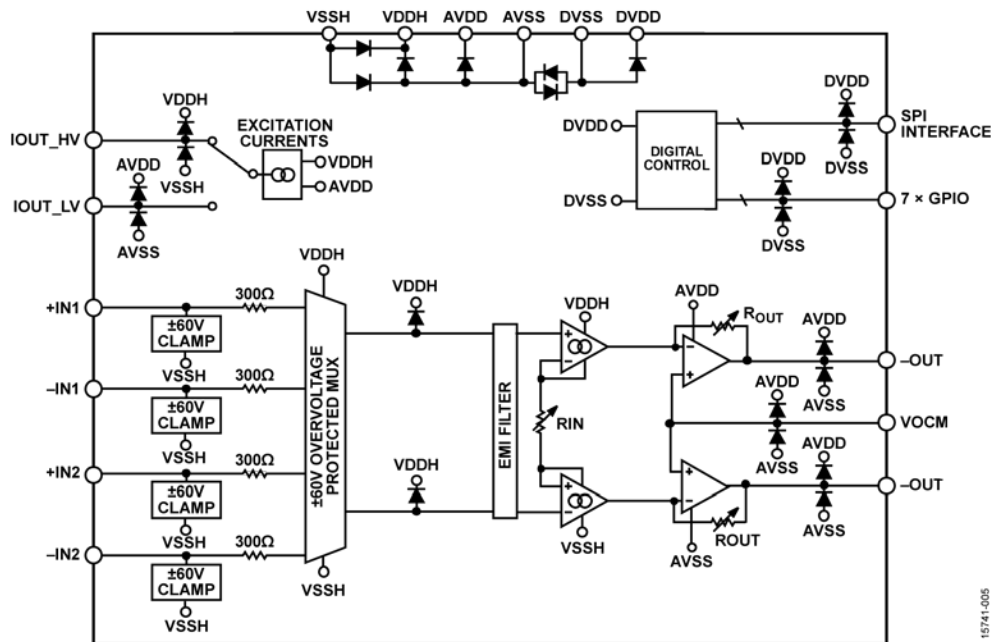 VSSH VDDH AVDD AVSS DVSS DVDD
VDDH
IOUT_HV
EXCITATION
CURRENTS
VDDH
AVDD
VSSH
AVDD
IOUT_LV
AVSS
DVDD
DIGITAL
CONTROL
DVSS
DVDD
SPI
INTERFACE
DVSS
DVDD
7 × GPIO
DVSS
VDDH
+IN1
300Ω
±60V
CLAMP
VSSH
–IN1
300Ω
±60V
CLAMP
VSSH
+IN2
300Ω
±60V
CLAMP
VSSH
–IN2
300Ω
±60V
CLAMP
VSSH
±60V OVERVOLTAGE
PROTECTED MUX
VSSH
VDDH
VDDH
EMI FILTER
VDDH
+
–
RIN
+
–
VSSH
AVDD
ROUT
–
+
+
–
ROUT
AVSS
AVDD
–OUT
AVSS
AVDD
VOCM
AVSS
AVDD
–OUT
AVSS
15741-005